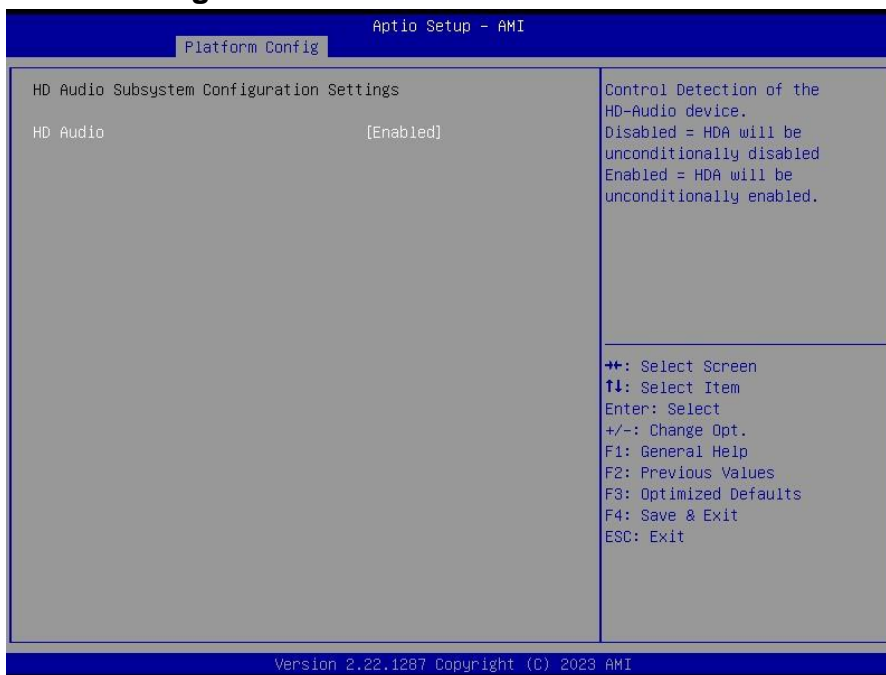 Aptio Setup – AMI
Platform Config
HD Audio Subsystem Configuration Settings
HD Audio [Enabled]
Control Detection of the
HD-Audio device.
Disabled = HDA will be
unconditionally disabled
Enabled = HDA will be
unconditionally enabled.
→←: Select Screen
↑↓: Select Item
Enter: Select
+/-: Change Opt.
F1: General Help
F2: Previous Values
F3: Optimized Defaults
F4: Save & Exit
ESC: Exit
Version 2.22.1287 Copyright (C) 2023 AMI